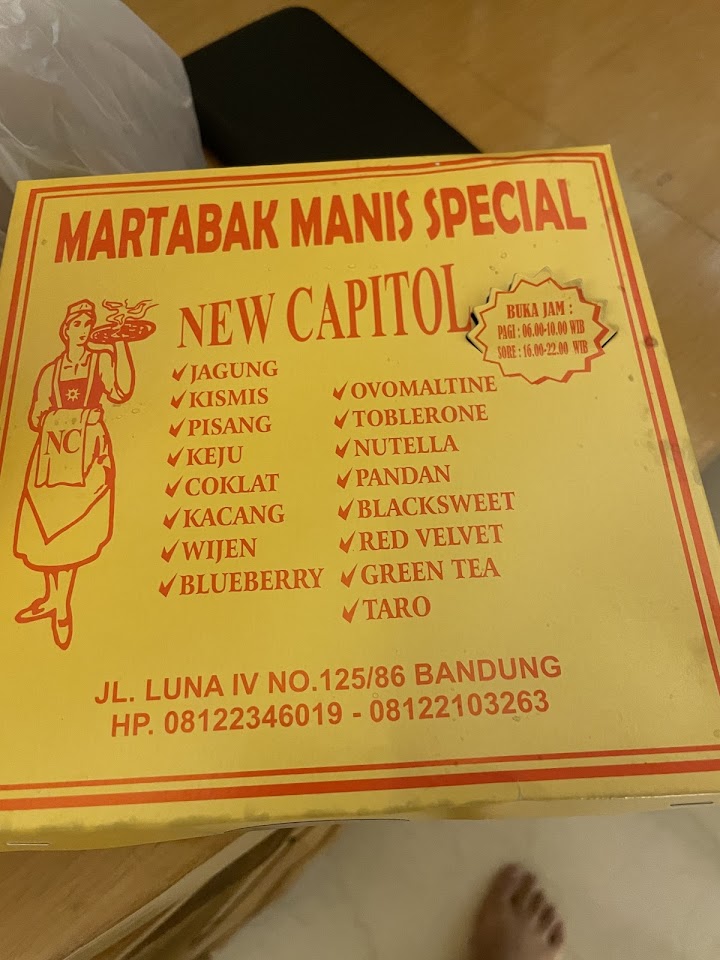 MARTABAK MANIS SPECIAL
NEW CAPITOL
BUKA JAM :
PAGI : 06.00-10.00 WIB
SORE : 16.00-22.00 WIB
NC
JAGUNG
KISMIS
PISANG
KEJU
COKLAT
KACANG
WIJEN
BLUEBERRY
OVOMALTINE
TOBLERONE
NUTELLA
PANDAN
BLACKSWEET
RED VELVET
GREEN TEA
TARO
JL. LUNA IV NO.125/86 BANDUNG
HP. 08122346019 - 08122103263